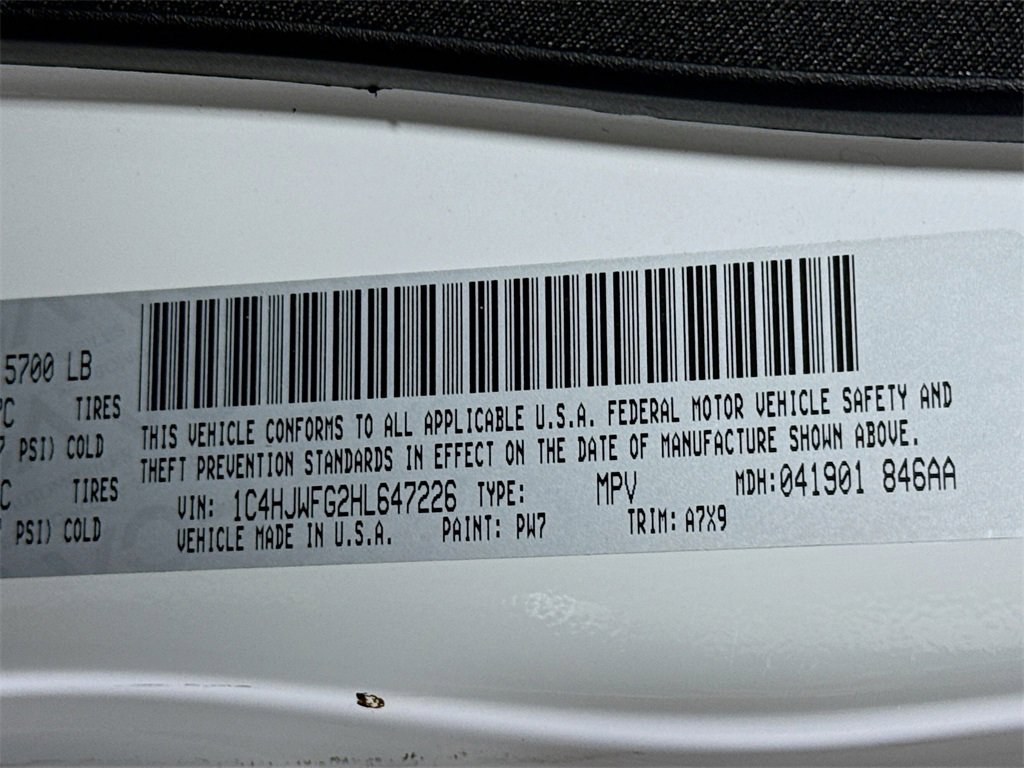 5700 LB
TIRES
PSI) COLD
TIRES
PSI) COLD
THIS VEHICLE CONFORMS TO ALL APPLICABLE U.S.A. FEDERAL MOTOR VEHICLE SAFETY AND
THEFT PREVENTION STANDARDS IN EFFECT ON THE DATE OF MANUFACTURE SHOWN ABOVE.
VIN: 1C4HJWFG2HL647226 TYPE: MPV MDH:041901 846AA
VEHICLE MADE IN U.S.A. PAINT: PW7 TRIM: A7X9